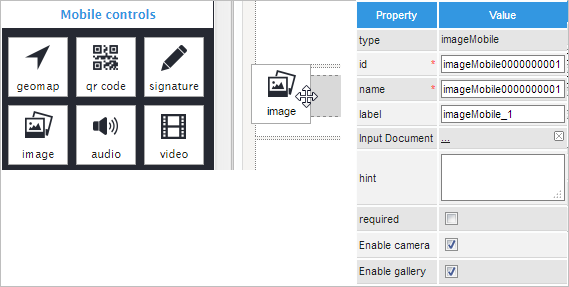 Mobile controls
geomap qr code signature
image audio video
image
Property Value
type imageMobile
id * imageMobile0000000001
name * imageMobile0000000001
label imageMobile_1
Input Document ...
hint
required
Enable camera
Enable gallery